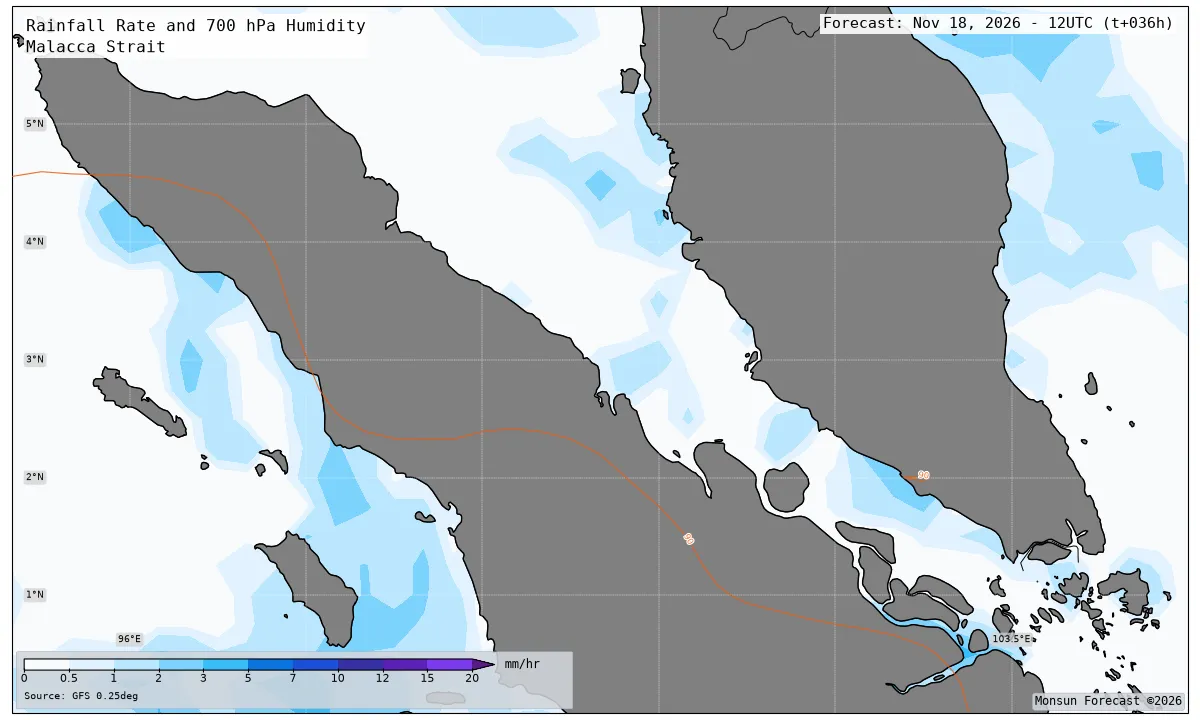 Rainfall Rate and 700 hPa Humidity
Malacca Strait
Forecast: Nov 18, 2026 - 12UTC (t+036h)
5°N
4°N
3°N
2°N
1°N
96°E
103.5°E
90
90
0 0.5 1 2 3 5 7 10 12 15 20
mm/hr
Source: GFS 0.25deg
Monsun Forecast ©2026